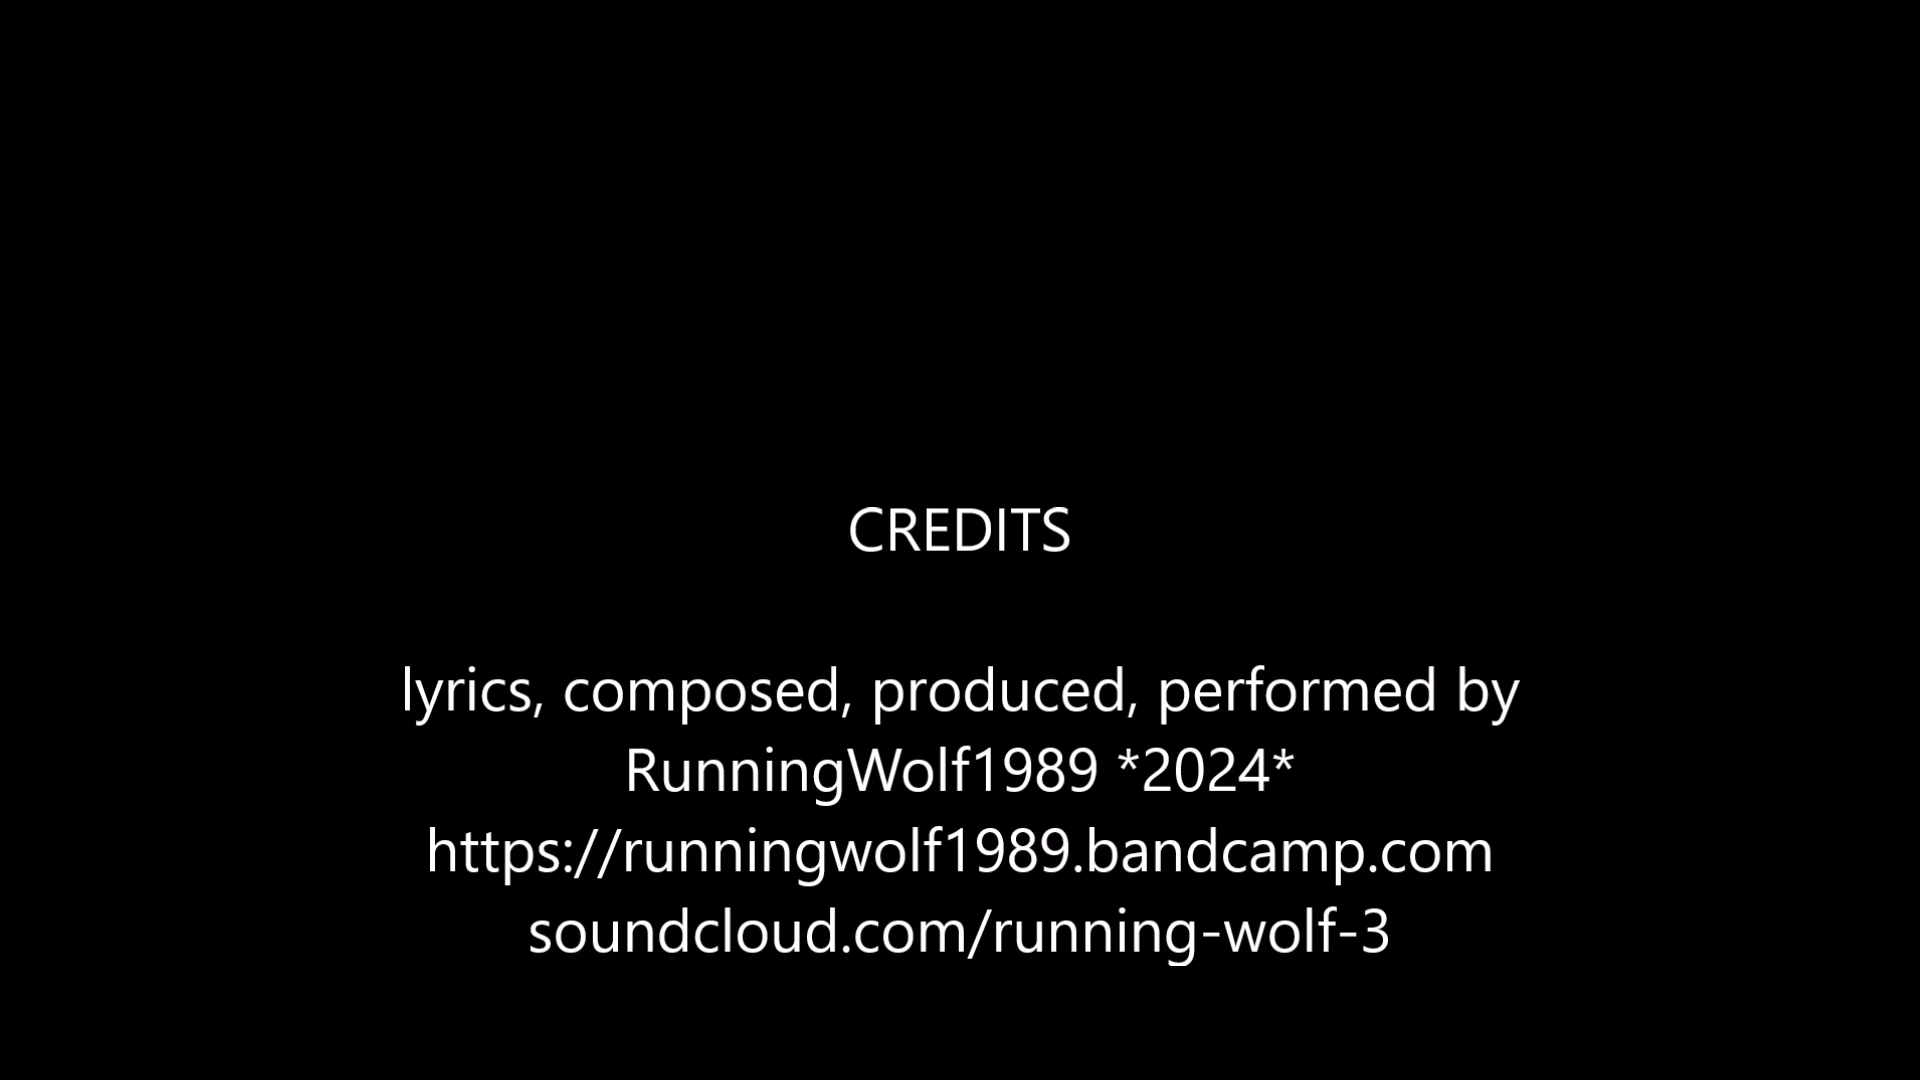 CREDITS
lyrics, composed, produced, performed by
RunningWolf1989 *2024*
https://runningwolf1989.bandcamp.com
soundcloud.com/running-wolf-3